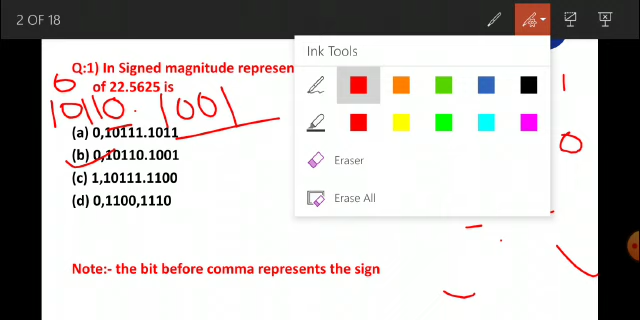 2 OF 18
Ink Tools
Q:1) In Signed magnitude represen
of 22.5625 is
0
10110.1001
1
0
(a) 0,10111.1011
(b) 0,10110.1001
(c) 1,10111.1100
(d) 0,1100,1110
Eraser
Erase All
Note:- the bit before comma represents the sign